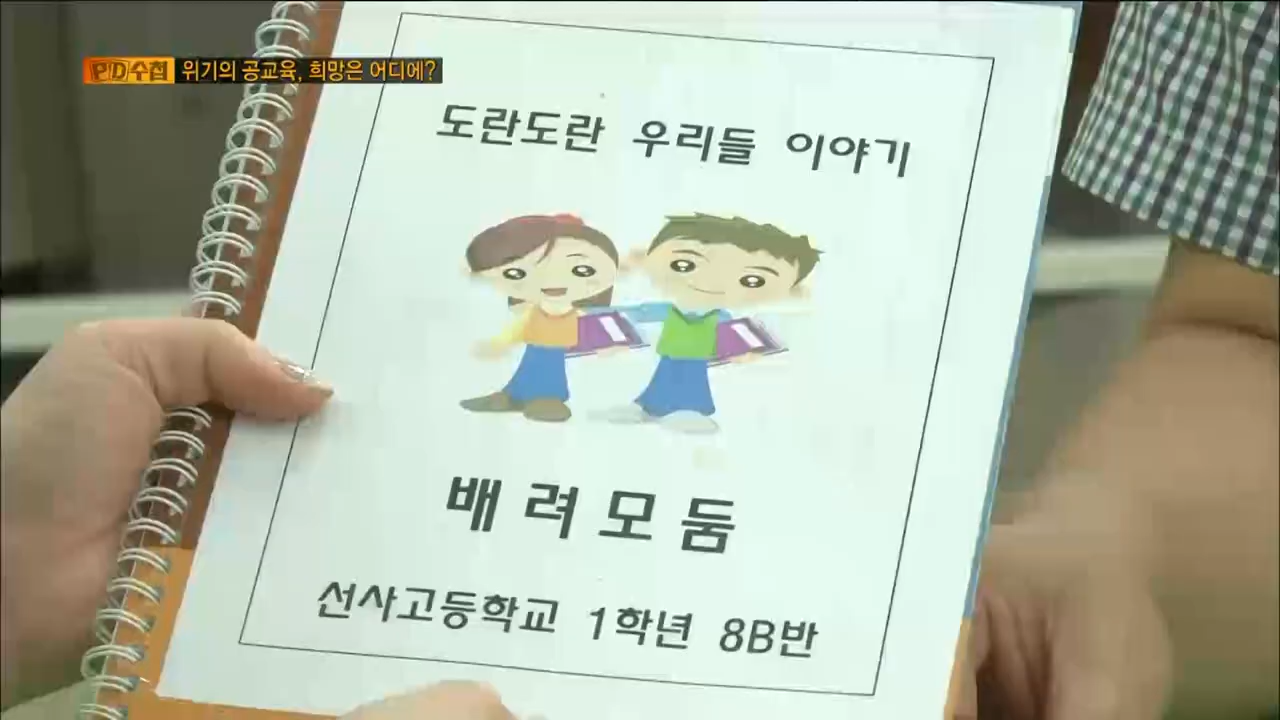 PD수첩 위기의 공교육, 희망은 어디에?
도란도란 우리들 이야기
배려모둠
선사고등학교 1학년 8B반